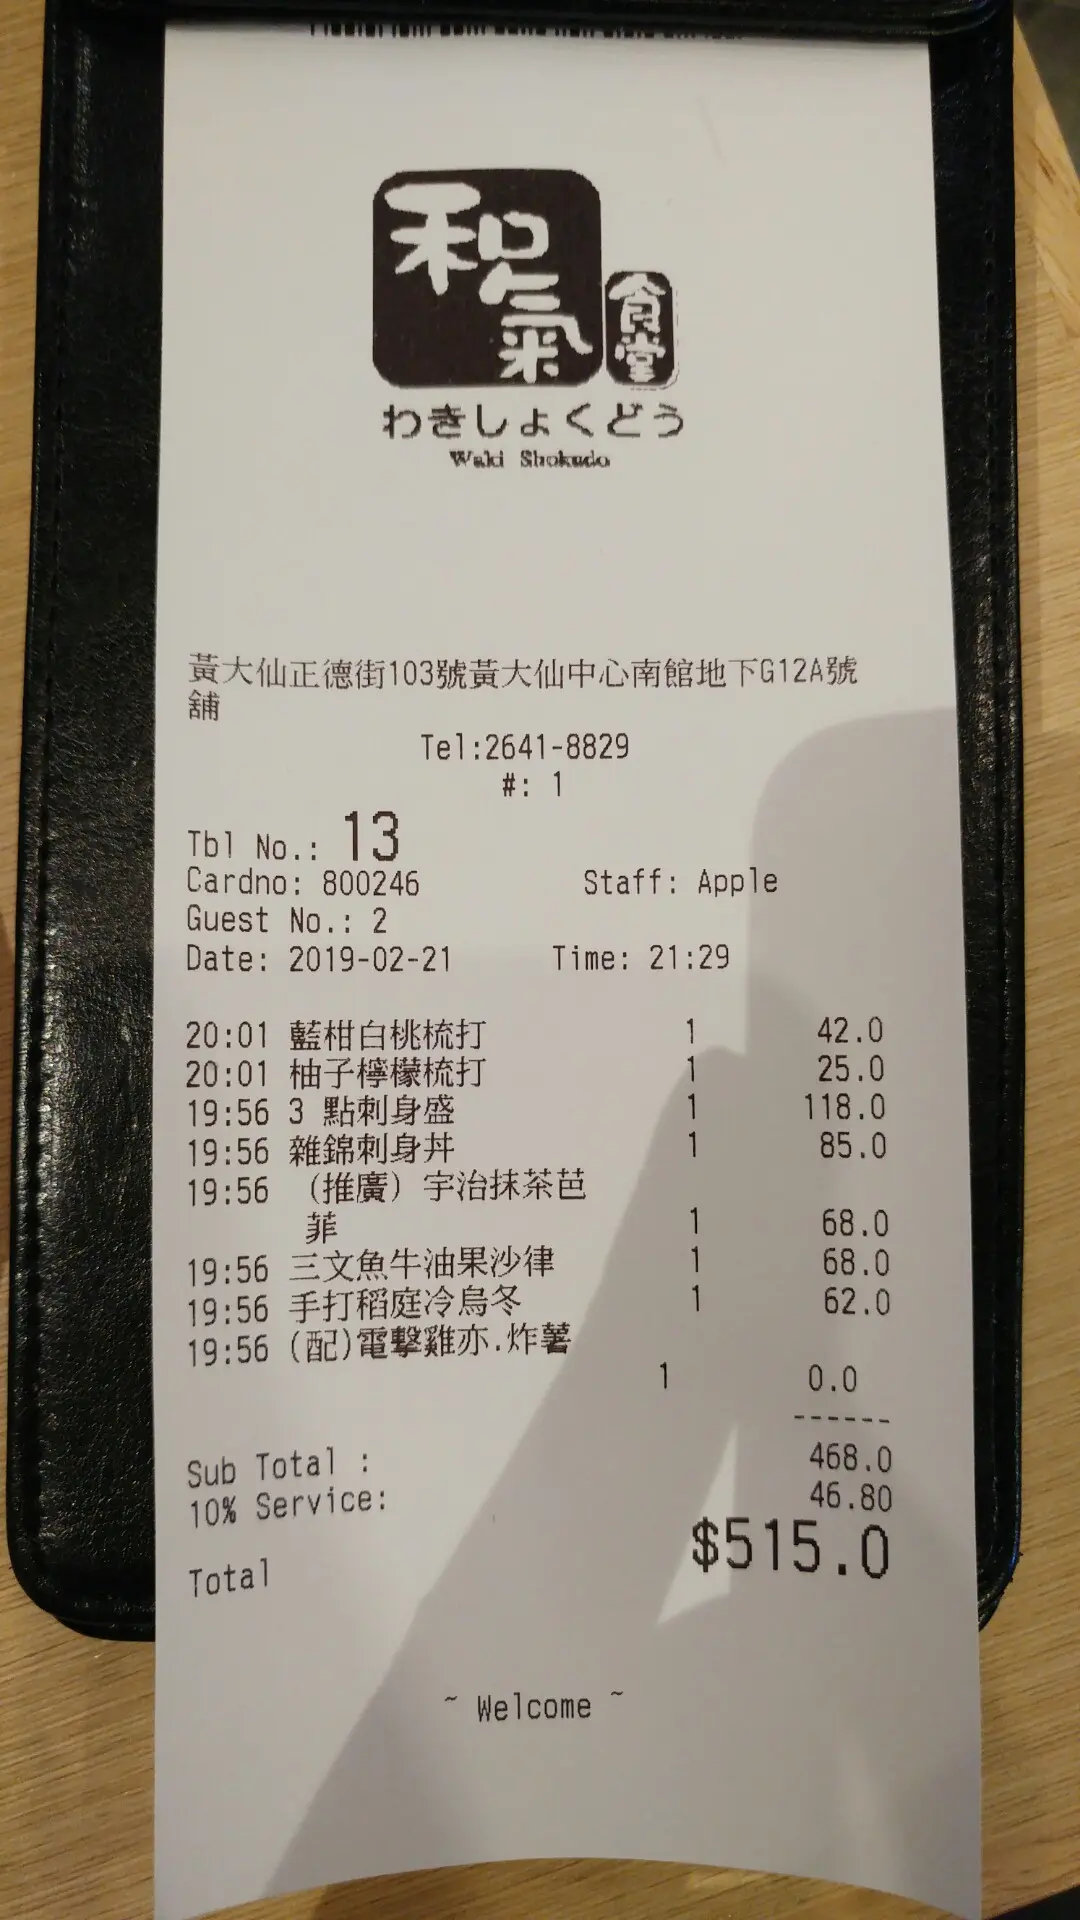 和氣
食堂
わきしょくどう
Waki Shokudo
黃大仙正德街103號黃大仙中心南館地下G12A號
舖
Tel:2641-8829
#: 1
Tbl No.: 13
Cardno: 800246 Staff: Apple
Guest No.: 2
Date: 2019-02-21 Time: 21:29
20:01 藍柑白桃梳打 1 42.0
20:01 柚子檸檬梳打 1 25.0
19:56 3 點刺身盛 1 118.0
19:56 雜錦刺身丼 1 85.0
19:56 （推廣）宇治抹茶芭
菲 1 68.0
19:56 三文魚牛油果沙律 1 68.0
19:56 手打稻庭冷烏冬 1 62.0
19:56 (配)電擊雞亦.炸薯
1 0.0
------
Sub Total : 468.0
10% Service: 46.80
Total $515.0
~ Welcome ~